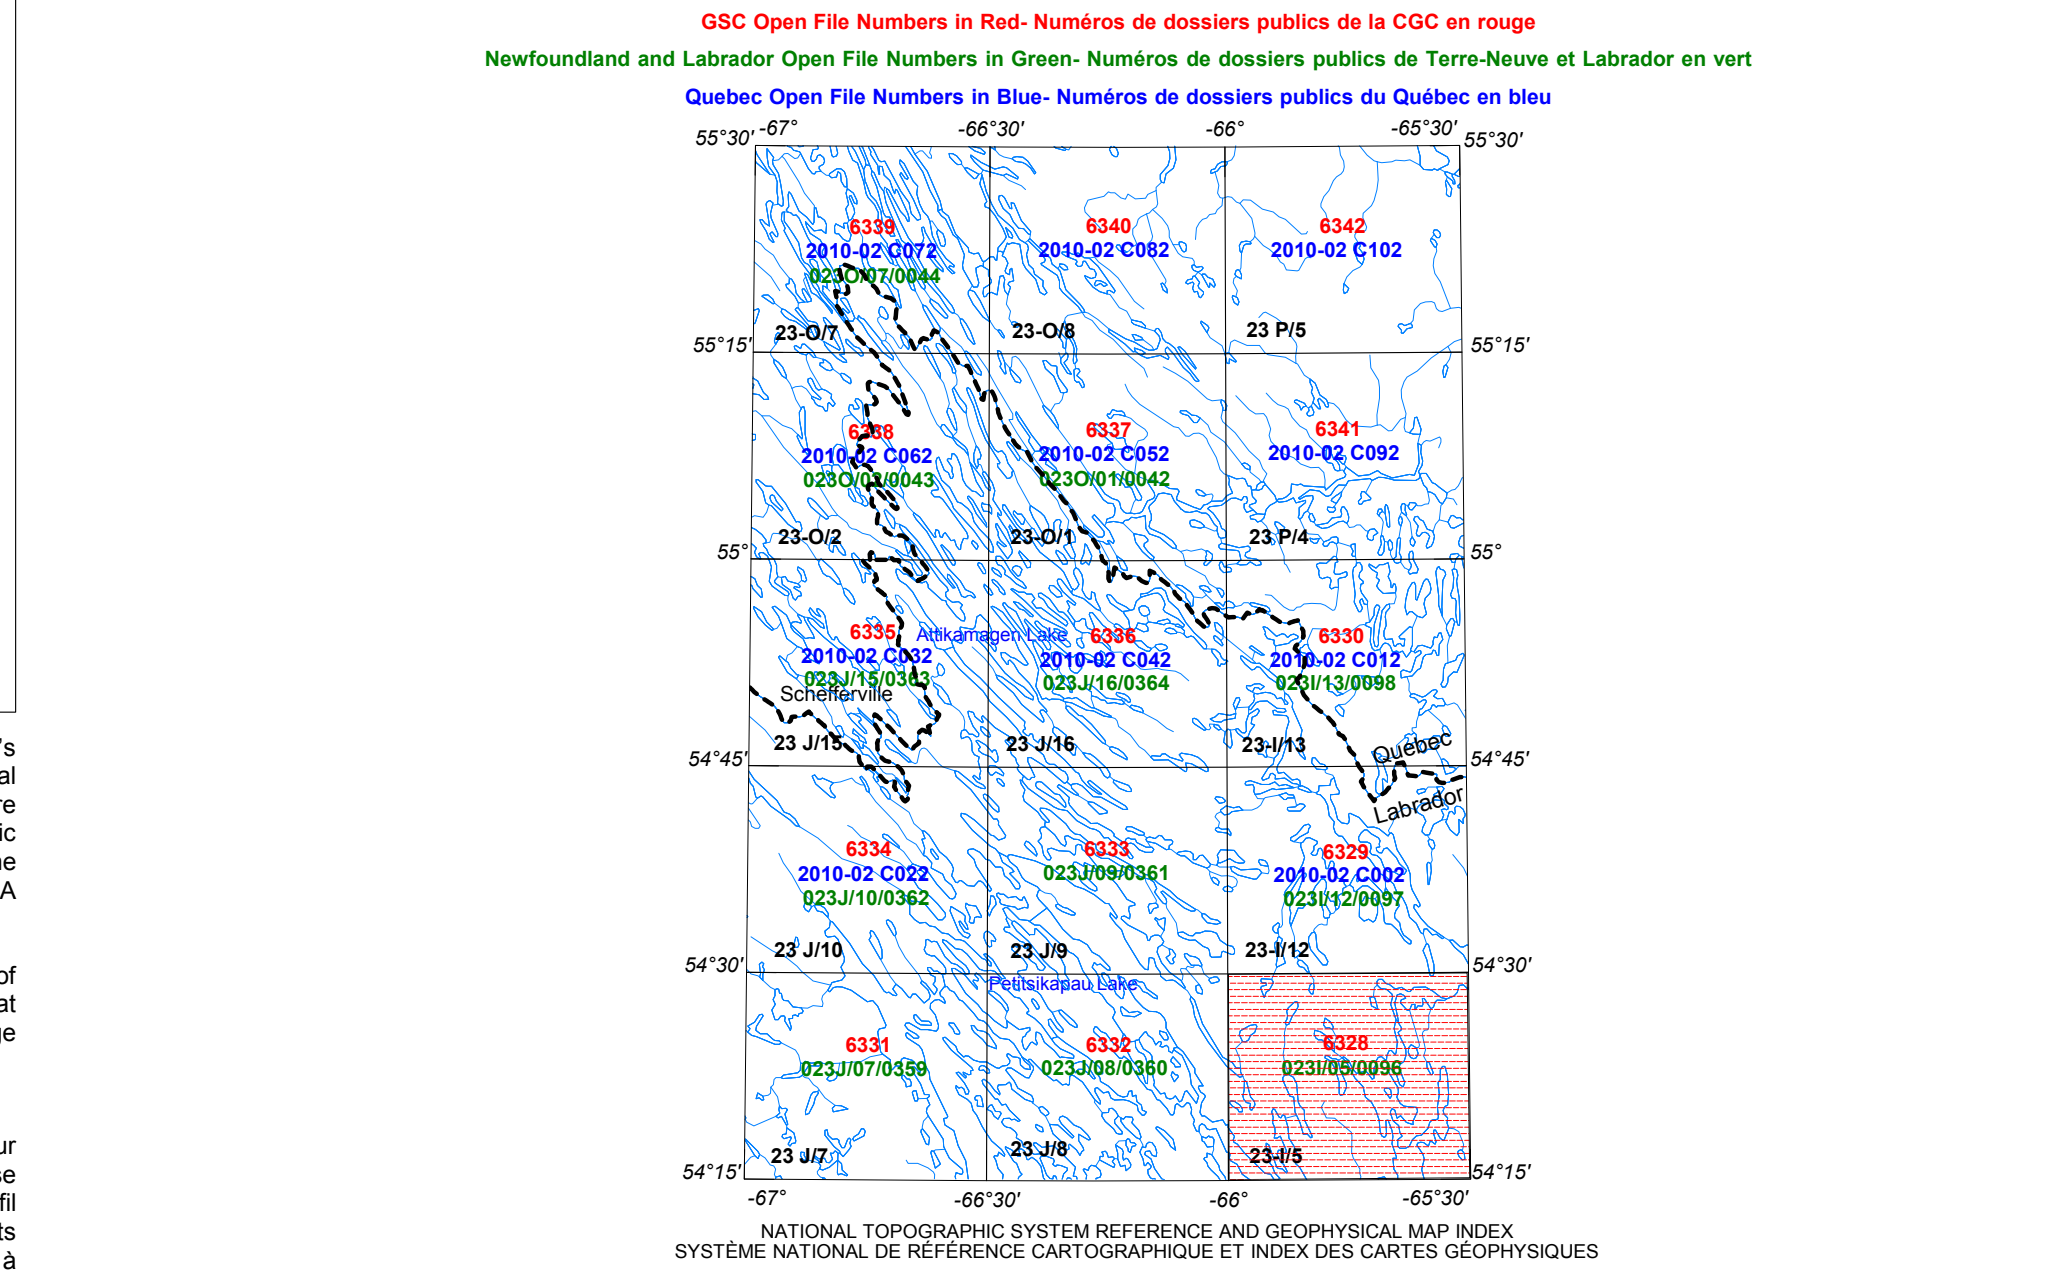 GSC Open File Numbers in Red- Numéros de dossiers publics de la CGC en rouge
Newfoundland and Labrador Open File Numbers in Green- Numéros de dossiers publics de Terre-Neuve et Labrador en vert
Quebec Open File Numbers in Blue- Numéros de dossiers publics du Québec en bleu
-67° -66°30' -66° -65°30'
55°30' 55°30'
6339 6340 6342
2010-02 C072 2010-02 C082 2010-02 C102
023O/07/0044
23-O/7 23-O/8 23 P/5
55°15' 55°15'
6338 6337 6341
2010-02 C062 2010-02 C052 2010-02 C092
023O/02/0043 023O/01/0042
23-O/2 23-O/1 23 P/4
55° 55°
6335 Attikamagen Lake 6336 6330
2010-02 C032 2010-02 C042 2010-02 C012
023J/15/0363 023J/16/0364 023I/13/0098
Schefferville
23 J/15 23 J/16 23-I/13 Quebec
54°45' 54°45'
Labrador
6334 6333 6329
2010-02 C022 023J/09/0361 2010-02 C002
023J/10/0362 023I/12/0097
23 J/10 23 J/9 23-I/12
54°30' 54°30'
Petitsikapau Lake
6331 6332 6328
023J/07/0359 023J/08/0360 023I/05/0096
23 J/7 23 J/8 23-I/5
54°15' 54°15'
-67° -66°30' -66° -65°30'
NATIONAL TOPOGRAPHIC SYSTEM REFERENCE AND GEOPHYSICAL MAP INDEX
SYSTÈME NATIONAL DE RÉFÉRENCE CARTOGRAPHIQUE ET INDEX DES CARTES GÉOPHYSIQUES